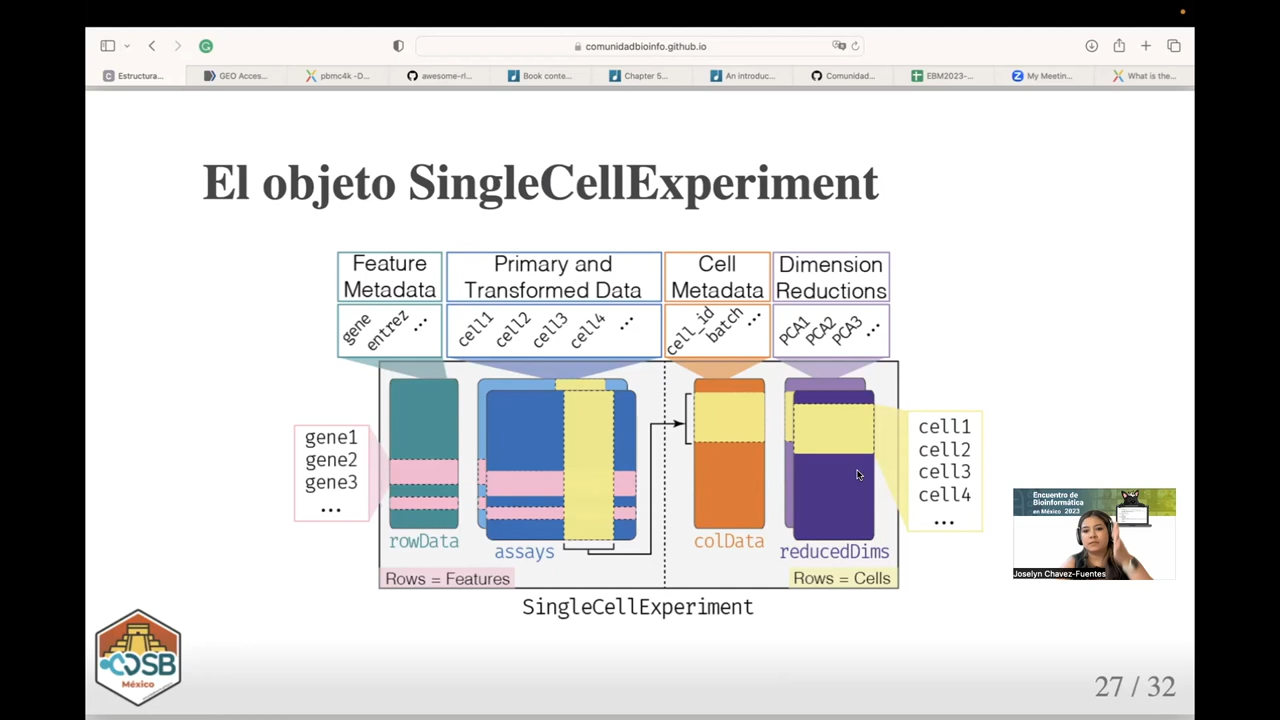 comunidadbioinfo.github.io
Estructura...
GEO Acces...
pbmc4k -D...
awesome-rl...
Book conte...
Chapter 5...
An introduc...
Comunidad...
EBM2023-...
My Meetin...
What is the...
El objeto SingleCellExperiment
Feature
Metadata
Primary and
Transformed Data
Cell
Metadata
Dimension
Reductions
gene
entrez
...
cell1
cell2
cell3
cell4
...
cell_id
batch
...
PCA1
PCA2
PCA3
...
gene1
gene2
gene3
...
cell1
cell2
cell3
cell4
...
rowData
assays
colData
reducedDims
Rows = Features
Rows = Cells
SingleCellExperiment
Encuentro de
BioInformática
en México 2023
Joselyn Chavez-Fuentes
CDSB
México
27 / 32